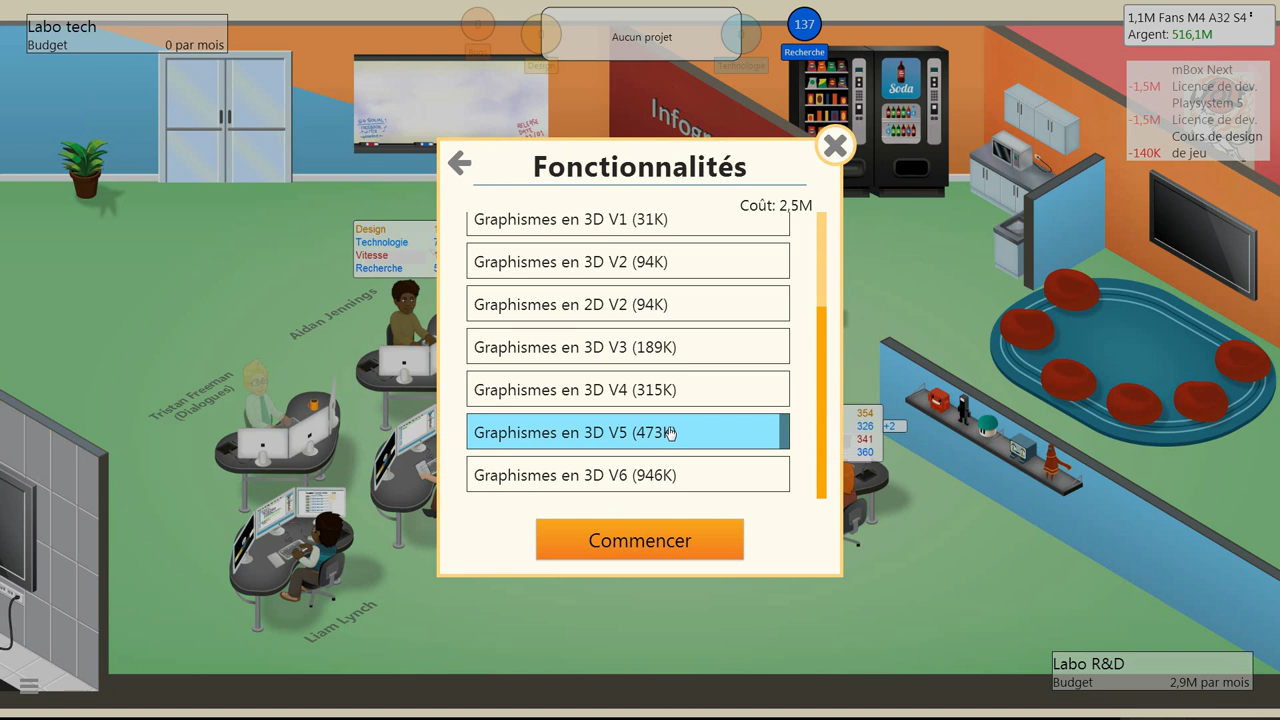 Labo tech
Budget 0 par mois
Aucun projet
137
Recherche
Technologie
1,1M Fans M4 A32 S4
Argent: 516,1M
mBox Next
-1,5M Licence de dev.
Playsystem 5
-1,5M Licence de dev.
Cours de design
-140K de jeu
Soda
RELEASE
DATE
Fonctionnalités
Coût: 2,5M
Graphismes en 3D V1 (31K)
Graphismes en 3D V2 (94K)
Graphismes en 2D V2 (94K)
Graphismes en 3D V3 (189K)
Graphismes en 3D V4 (315K)
Graphismes en 3D V5 (473K)
Graphismes en 3D V6 (946K)
Commencer
Design
Technologie
Vitesse
Recherche
Aidan Jennings
Tristan Freeman
(Dialogues)
Liam Lynch
354
326 +2
341
360
Labo R&D
Budget 2,9M par mois